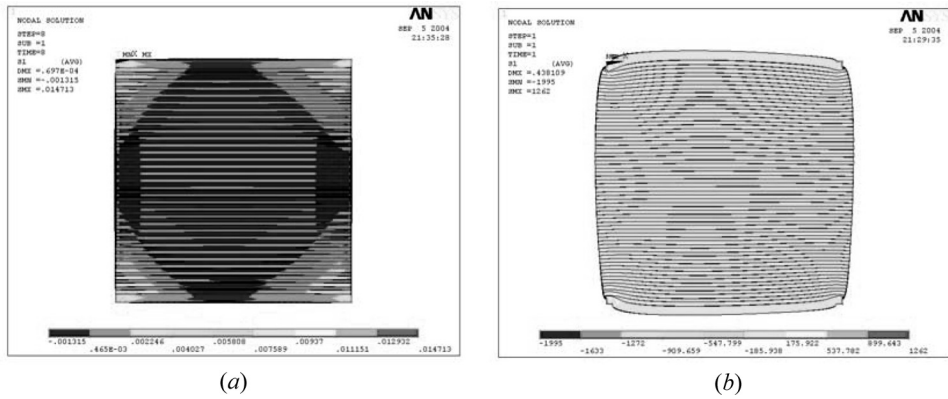 AN
NODAL SOLUTION
SEP 5 2004
21:35:28
STEP=8
SUB =1
TIME=8
S1 (AVG)
DMX =.697E-04
SMN =-.001315
SMX =.014713
MX
-.001315 .002246 .005808 .00937 .012932
.465E-03 .004027 .007589 .011151 .014713
(a)
AN
NODAL SOLUTION
SEP 5 2004
21:29:35
STEP=1
SUB =1
TIME=1
S1 (AVG)
DMX =.438109
SMN =-1995
SMX =1262
-1995 -1272 -547.799 175.922 899.643
-1633 -909.659 -185.938 537.782 1262
(b)